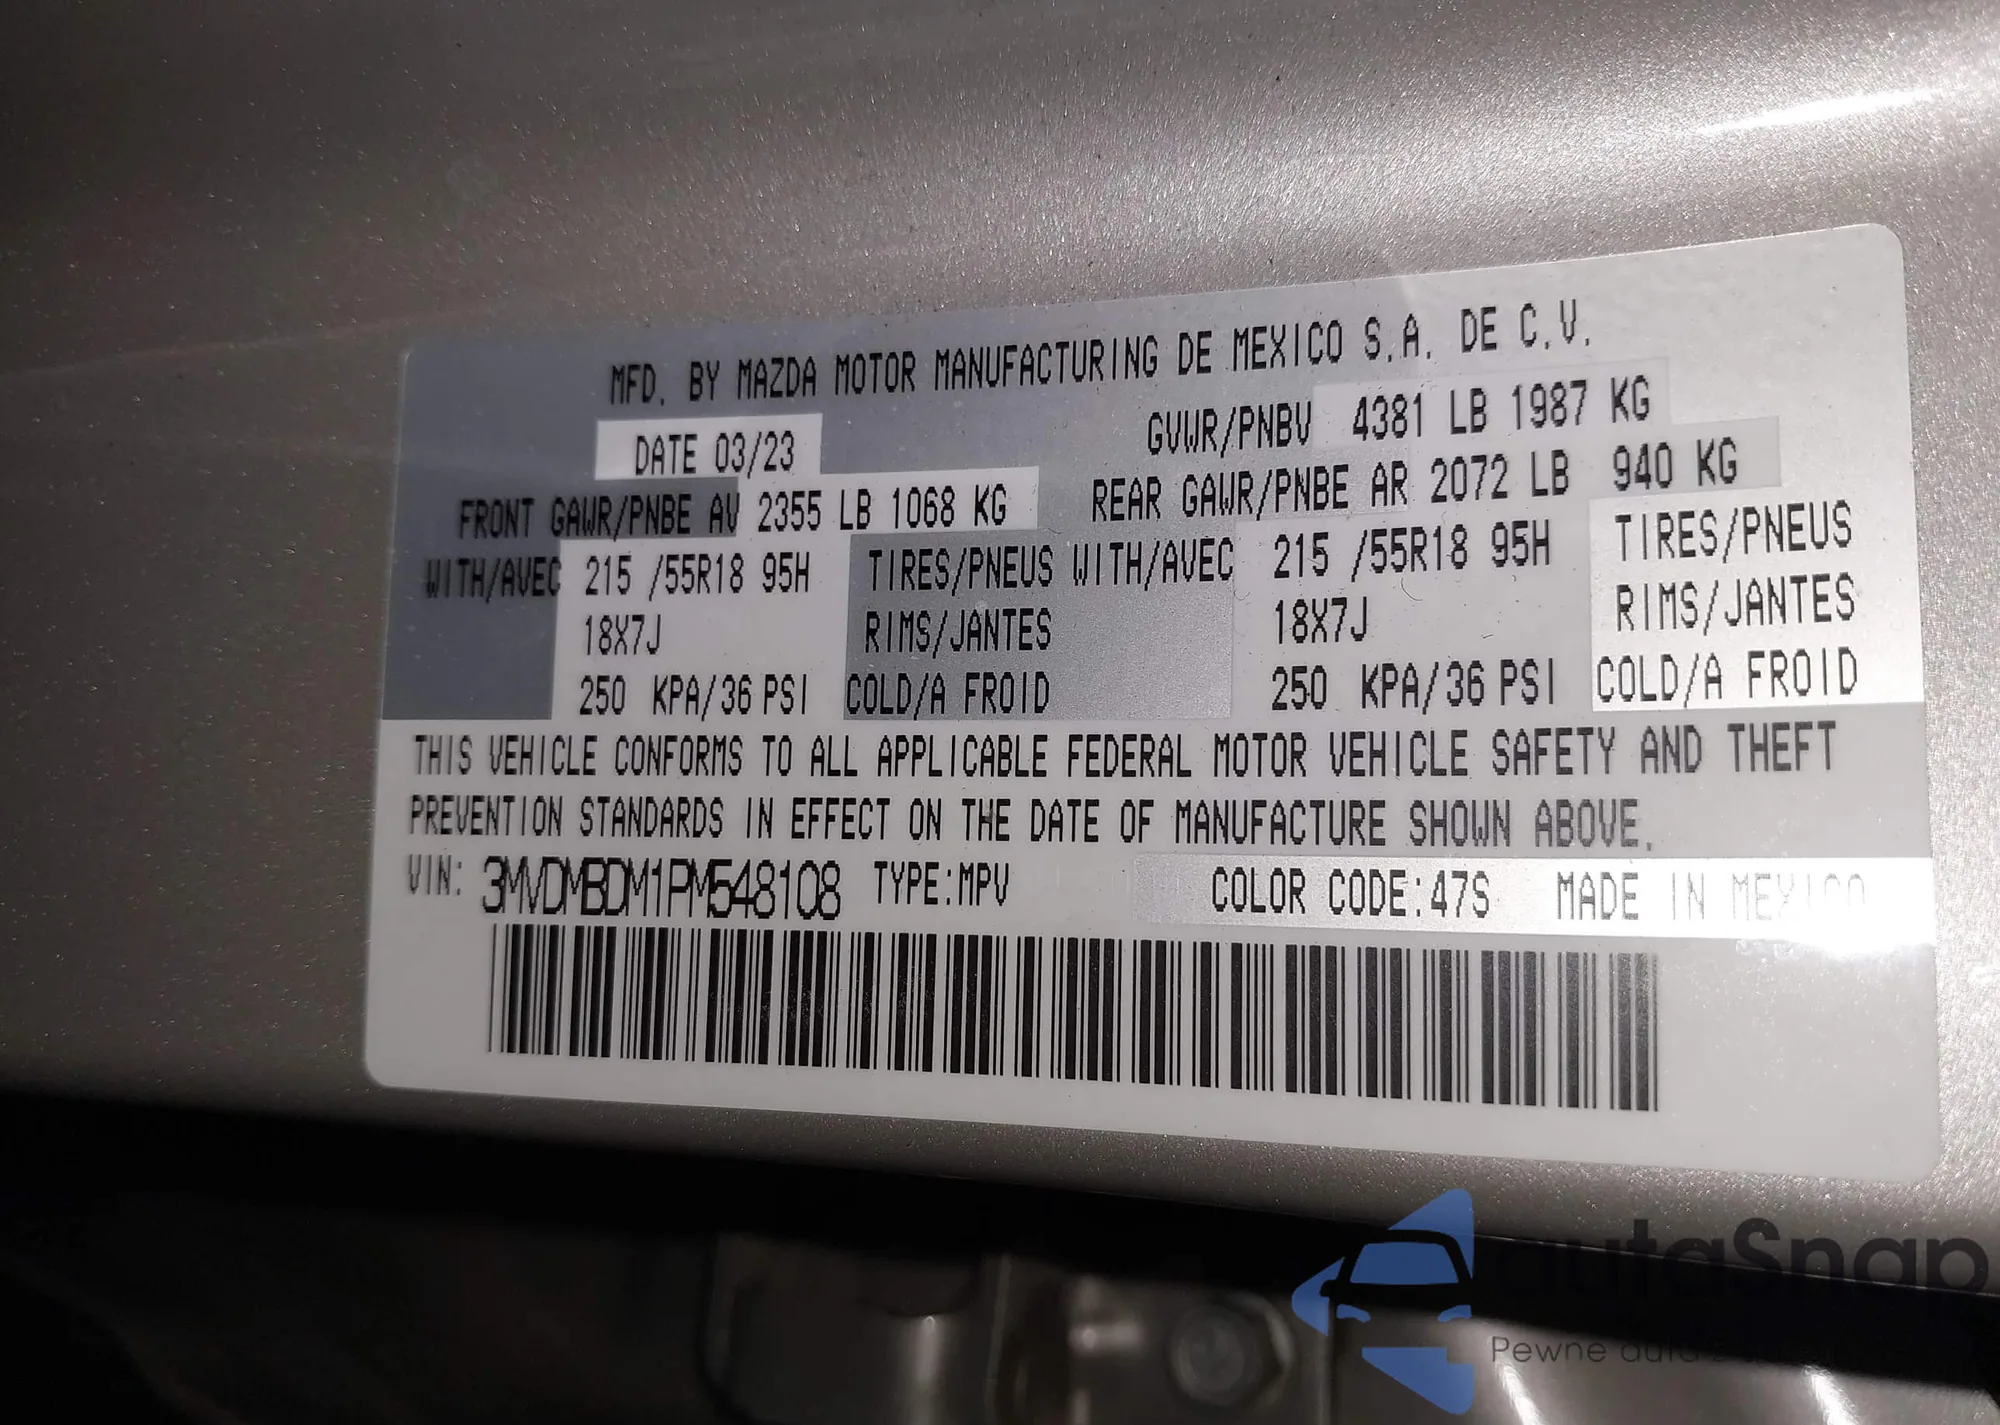 MFD. BY MAZDA MOTOR MANUFACTURING DE MEXICO S.A. DE C.V.
DATE 03/23 GVWR/PNBV 4381 LB 1987 KG
FRONT GAWR/PNBE AV 2355 LB 1068 KG REAR GAWR/PNBE AR 2072 LB 940 KG
WITH/AVEC 215 /55R18 95H TIRES/PNEUS WITH/AVEC 215 /55R18 95H TIRES/PNEUS
18X7J RIMS/JANTES 18X7J RIMS/JANTES
250 KPA/36 PSI COLD/A FROID 250 KPA/36 PSI COLD/A FROID
THIS VEHICLE CONFORMS TO ALL APPLICABLE FEDERAL MOTOR VEHICLE SAFETY AND THEFT
PREVENTION STANDARDS IN EFFECT ON THE DATE OF MANUFACTURE SHOWN ABOVE.
VIN: 3MVDMBDM1PM548108 TYPE:MPV COLOR CODE:47S MADE IN MEXICO
autaSnap
Pewne auta z